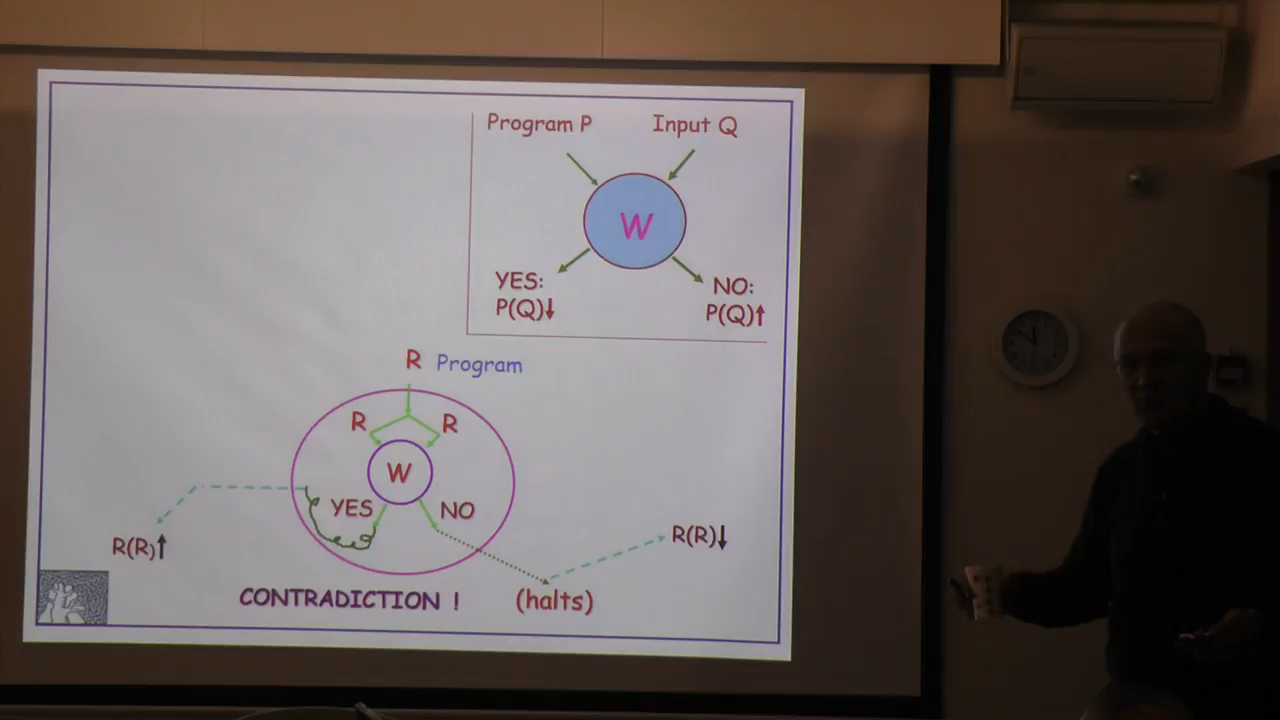 Program P Input Q
W
YES: NO:
P(Q)↓ P(Q)↑
R Program
R R
W
YES NO
R(R)↑ R(R)↓
CONTRADICTION ! (halts)